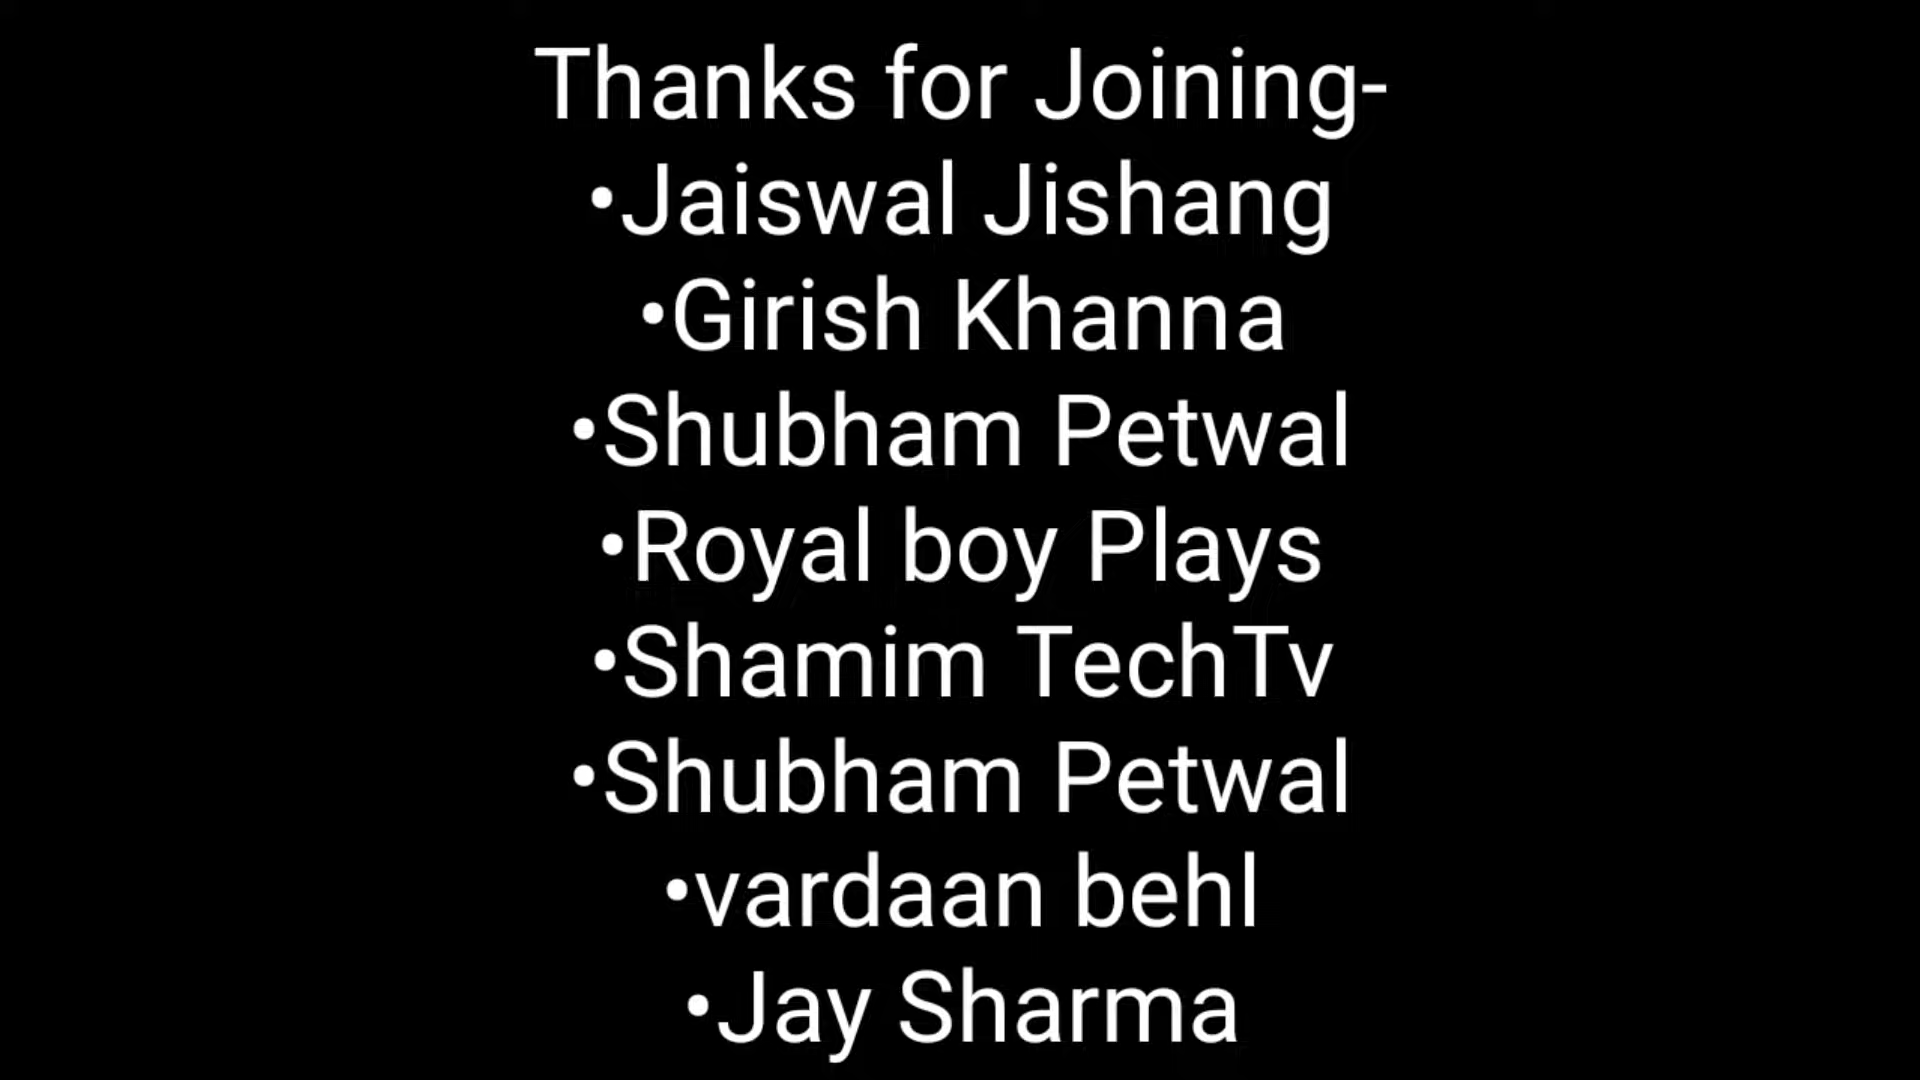 Thanks for Joining-
•Jaiswal Jishang
•Girish Khanna
•Shubham Petwal
•Royal boy Plays
•Shamim TechTv
•Shubham Petwal
•vardaan behl
•Jay Sharma